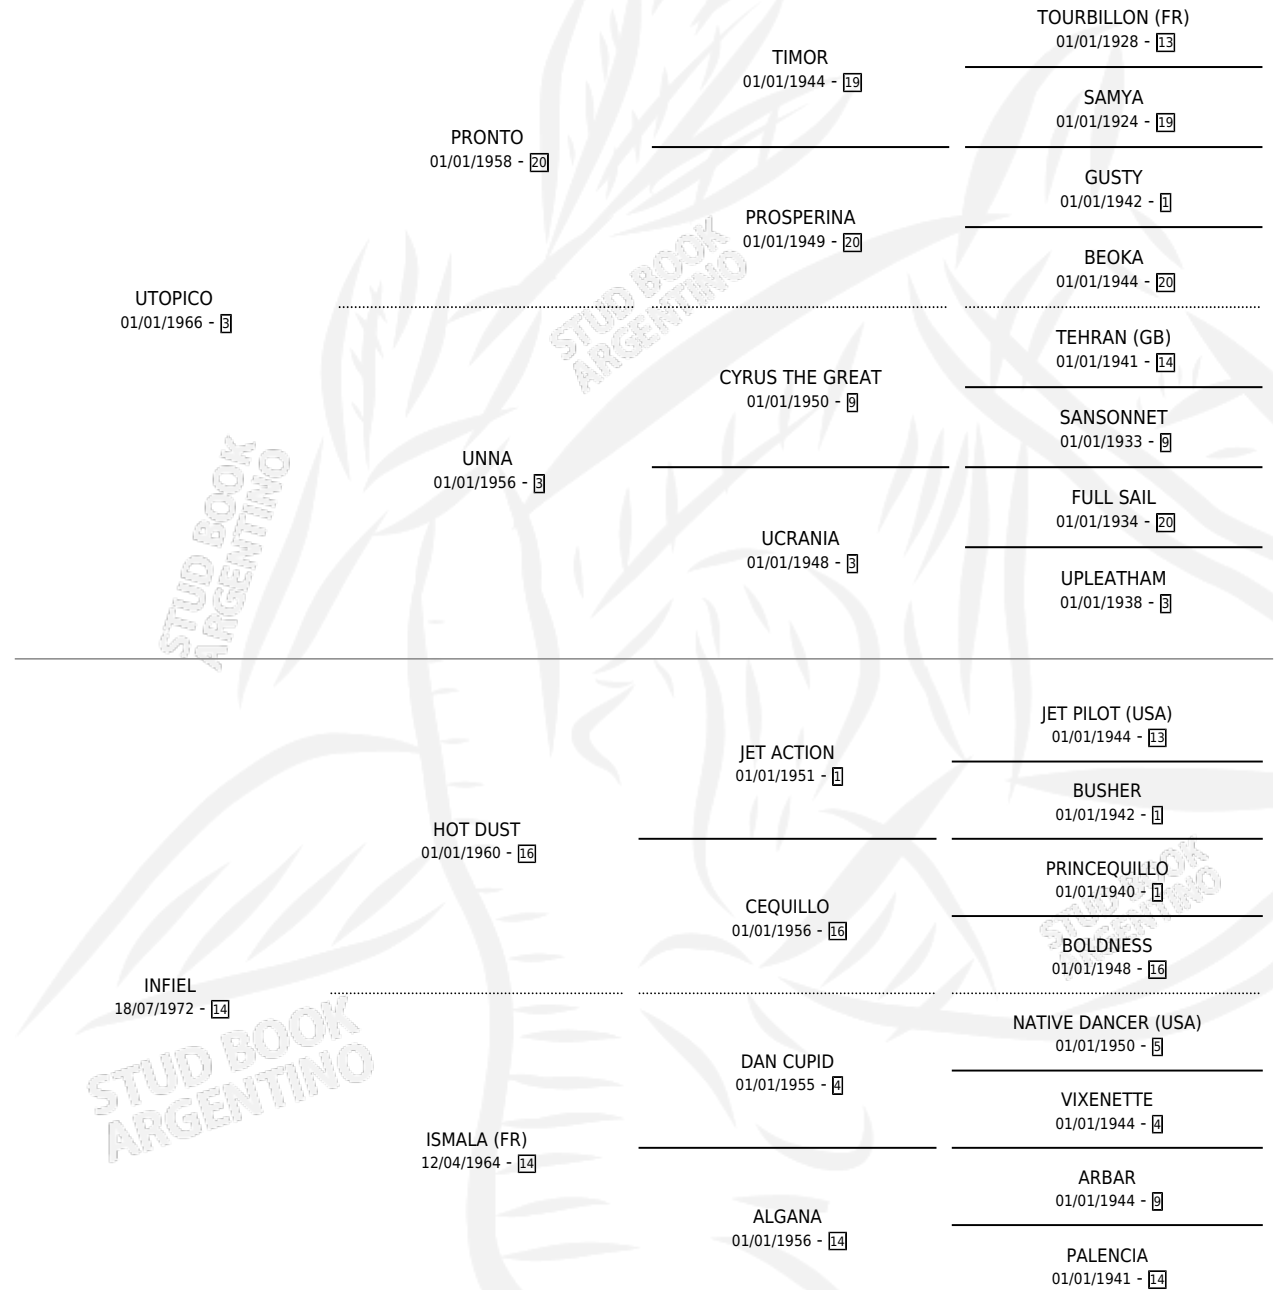 TOURBILLON (FR)
01/01/1928 - 13
TIMOR
01/01/1944 - 19
SAMYA
01/01/1924 - 19
PRONTO
01/01/1958 - 20
GUSTY
01/01/1942 - 1
PROSPERINA
01/01/1949 - 20
BEOKA
01/01/1944 - 20
UTOPICO
01/01/1966 - 3
STUD BOOK
ARGENTINO
TEHRAN (GB)
01/01/1941 - 14
CYRUS THE GREAT
01/01/1950 - 9
SANSONNET
01/01/1933 - 9
UNNA
01/01/1956 - 3
FULL SAIL
01/01/1934 - 20
UCRANIA
01/01/1948 - 3
UPLEATHAM
01/01/1938 - 3
STUD BOOK
ARGENTINO
JET PILOT (USA)
01/01/1944 - 13
JET ACTION
01/01/1951 - 1
BUSHER
01/01/1942 - 1
HOT DUST
01/01/1960 - 16
PRINCEQUILLO
01/01/1940 - 1
CEQUILLO
01/01/1956 - 16
STUD BOOK
ARGENTINO
BOLDNESS
01/01/1948 - 16
INFIEL
18/07/1972 - 14
STUD BOOK
ARGENTINO
NATIVE DANCER (USA)
01/01/1950 - 5
DAN CUPID
01/01/1955 - 4
VIXENETTE
01/01/1944 - 4
ISMALA (FR)
12/04/1964 - 14
ARBAR
01/01/1944 - 9
ALGANA
01/01/1956 - 14
PALENCIA
01/01/1941 - 14